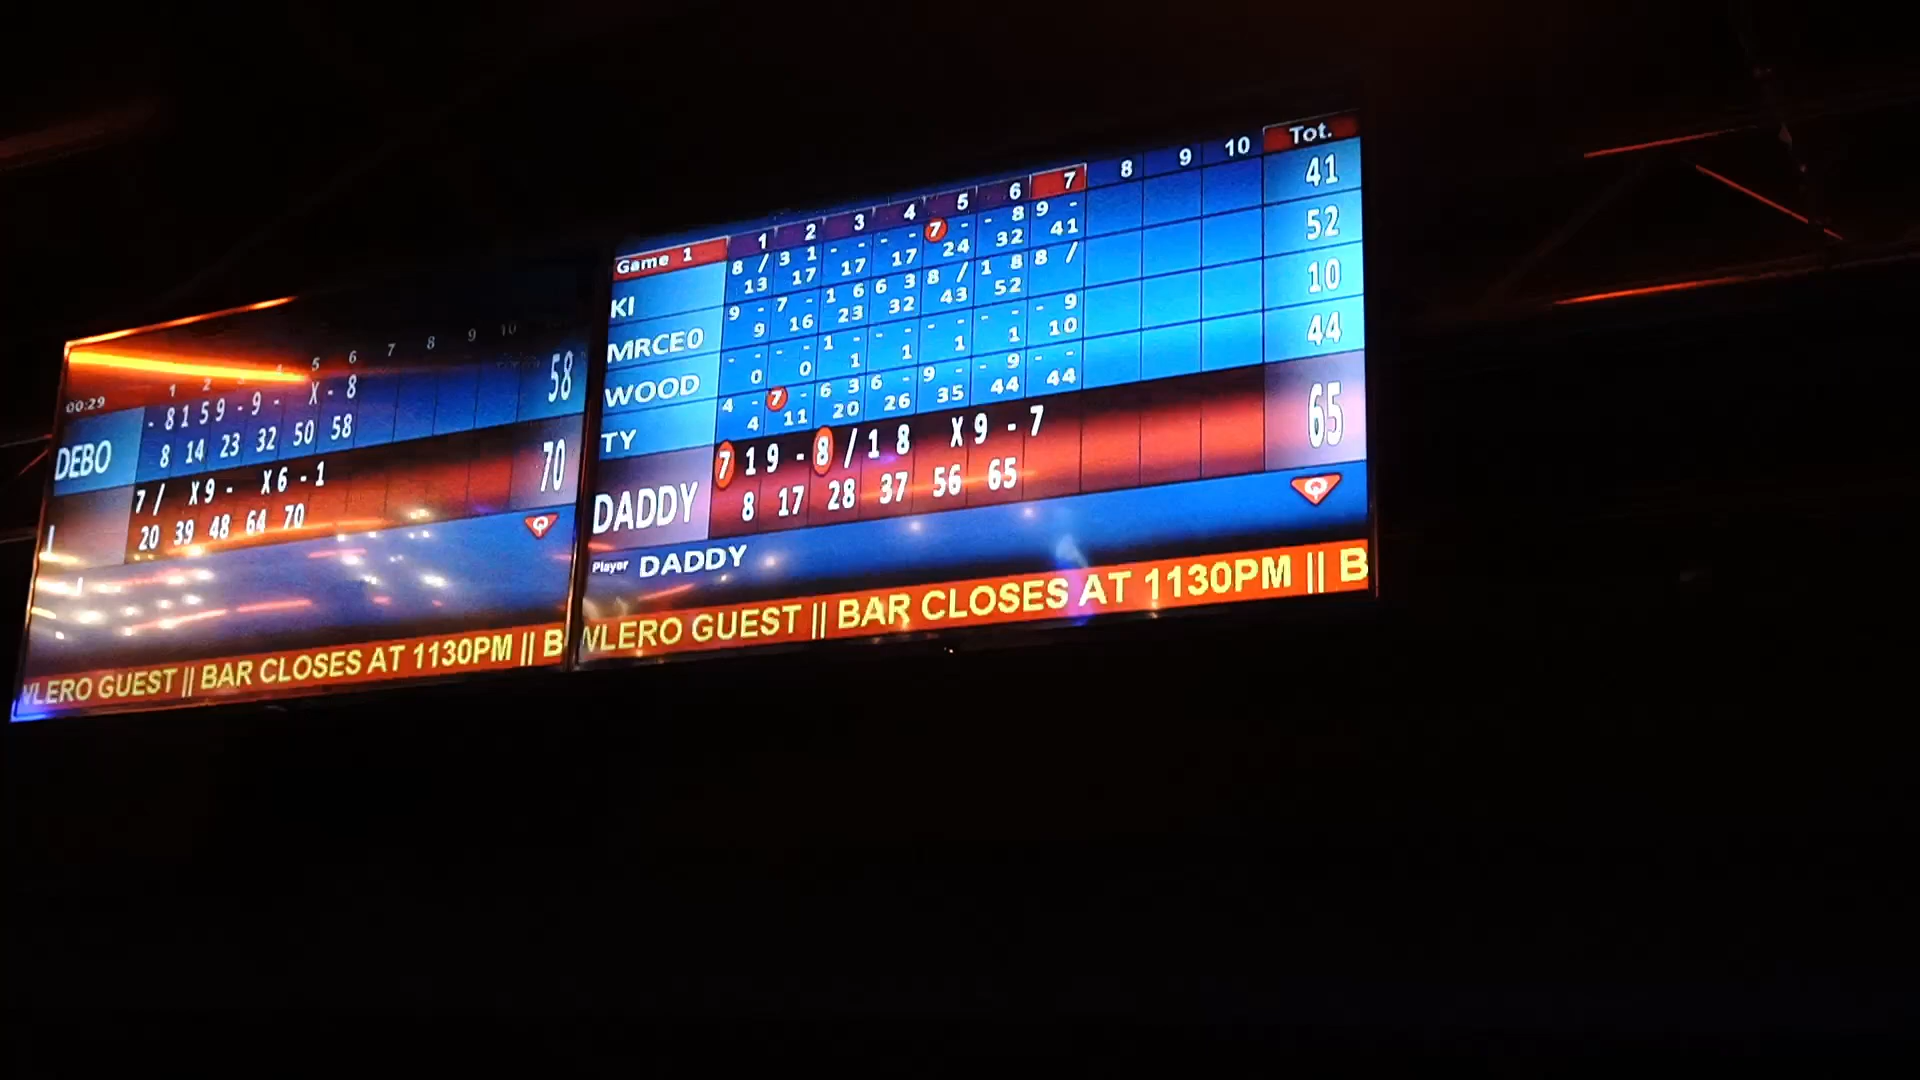 00:29 1 2 5 6 7 8 9 10
- 8 1 5 9 - 9 - X - 8 58
DEBO 8 14 23 32 50 58
7 / X 9 - X 6 - 1 70
20 39 48 64 70
VLERO GUEST || BAR CLOSES AT 1130PM || B
Game 1 1 2 3 4 5 6 7 8 9 10 Tot.
8 / 3 1 - - - - 7 - - 8 9 - 41
KI 13 17 17 17 24 32 41
9 - 7 - 1 6 6 3 8 / 1 8 8 / 52
MRCEO 9 16 23 32 43 52
- - - - 1 - - - - - - - - 9 10
WOOD 0 0 1 1 1 1 10
4 - 7 - 6 3 6 - 9 - - 9 - - 44
TY 4 11 20 26 35 44 44
7 1 9 - 8 / 1 8 X 9 - 7 65
DADDY 8 17 28 37 56 65
Player DADDY
WLERO GUEST || BAR CLOSES AT 1130PM || B